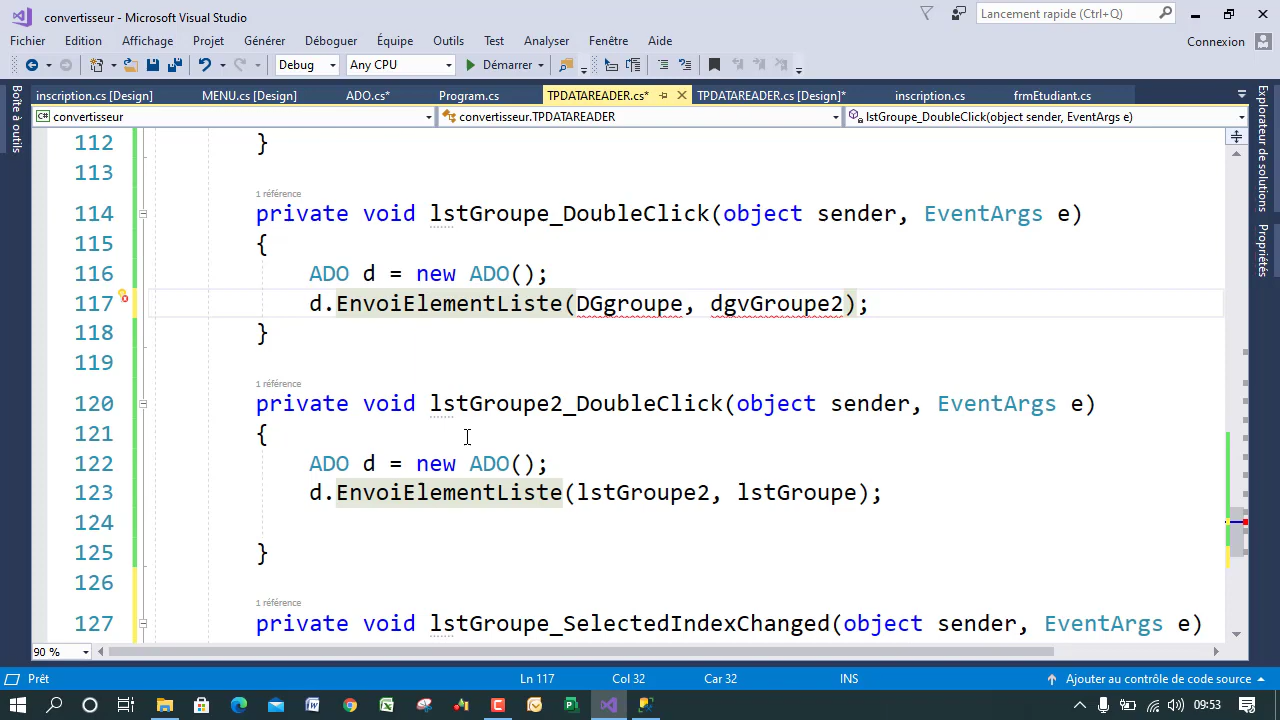 convertisseur - Microsoft Visual Studio
Lancement rapide (Ctrl+Q)
Fichier Edition Affichage Projet Générer Déboguer Équipe Outils Test Analyser Fenêtre Aide
Connexion
Debug Any CPU Démarrer
inscription.cs [Design] MENU.cs [Design] ADO.cs* Program.cs TPDATAREADER.cs* TPDATAREADER.cs [Design]* inscription.cs frmEtudiant.cs
convertisseur convertisseur.TPDATAREADER lstGroupe_DoubleClick(object sender, EventArgs e)
Boîte à outils
Explorateur de solutions
Propriétés
112 }
113
1 référence
114 private void lstGroupe_DoubleClick(object sender, EventArgs e)
115 {
116 ADO d = new ADO();
117 d.EnvoiElementListe(DGgroupe, dgvGroupe2);
118 }
119
1 référence
120 private void lstGroupe2_DoubleClick(object sender, EventArgs e)
121 {
122 ADO d = new ADO();
123 d.EnvoiElementListe(lstGroupe2, lstGroupe);
124
125 }
126
1 référence
127 private void lstGroupe_SelectedIndexChanged(object sender, EventArgs e)
90 %
Prêt Ln 117 Col 32 Car 32 INS Ajouter au contrôle de code source
09:53